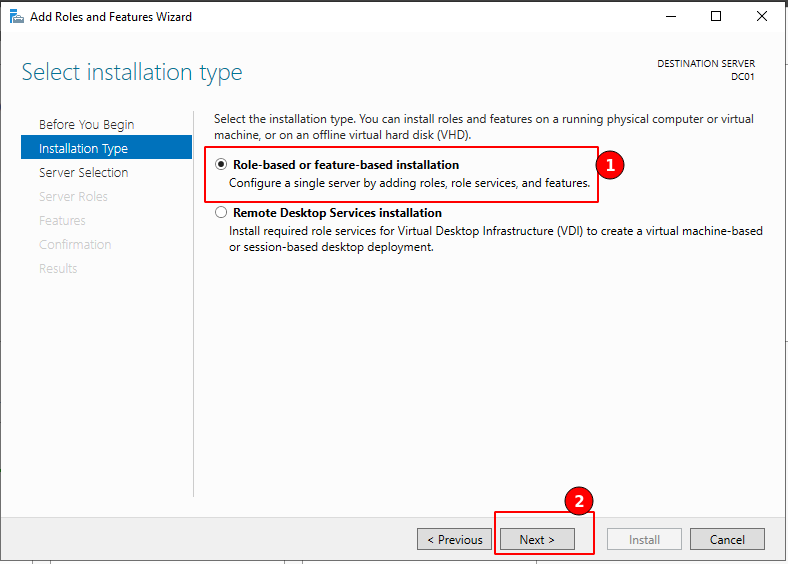 Add Roles and Features Wizard
Select installation type
DESTINATION SERVER
DC01
Before You Begin
Installation Type
Server Selection
Server Roles
Features
Confirmation
Results
Select the installation type. You can install roles and features on a running physical computer or virtual
machine, or on an offline virtual hard disk (VHD).
Role-based or feature-based installation
Configure a single server by adding roles, role services, and features.
1
Remote Desktop Services installation
Install required role services for Virtual Desktop Infrastructure (VDI) to create a virtual machine-based
or session-based desktop deployment.
2
< Previous
Next >
Install
Cancel